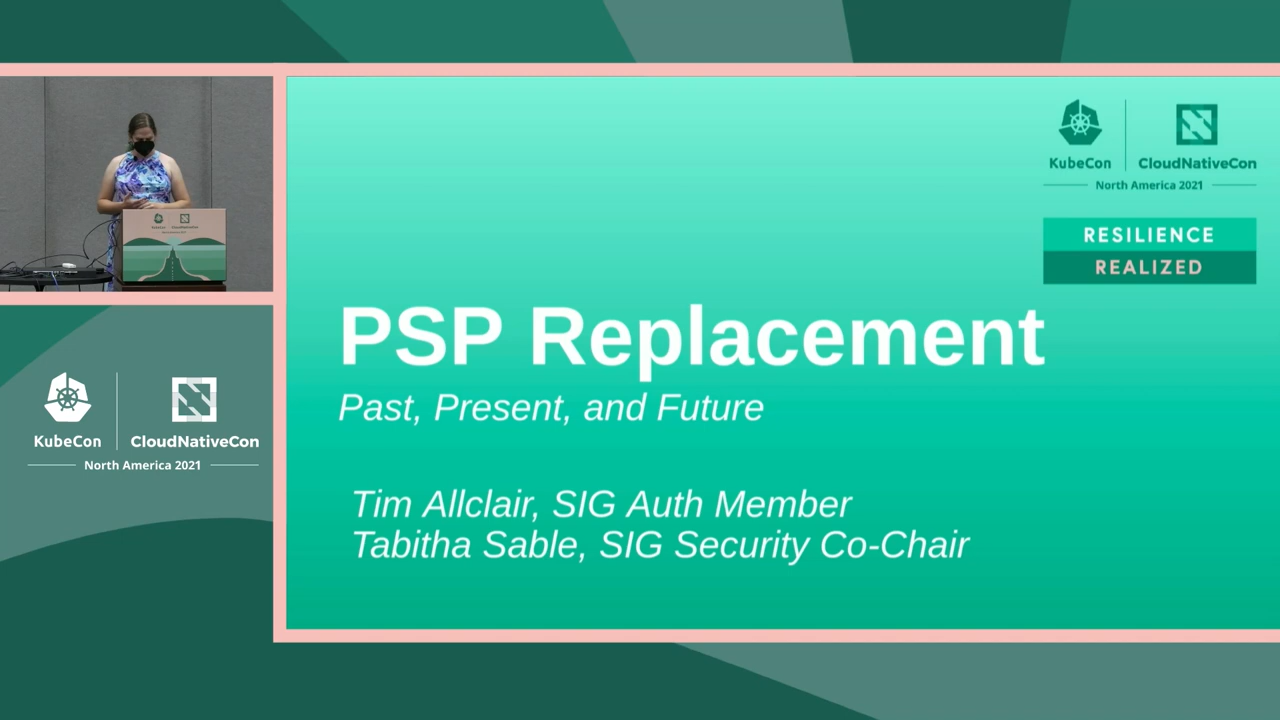 KubeCon
CloudNativeCon
North America 2021
RESILIENCE
REALIZED
PSP Replacement
Past, Present, and Future
Tim Allclair, SIG Auth Member
Tabitha Sable, SIG Security Co-Chair
KubeCon
CloudNativeCon
North America 2021